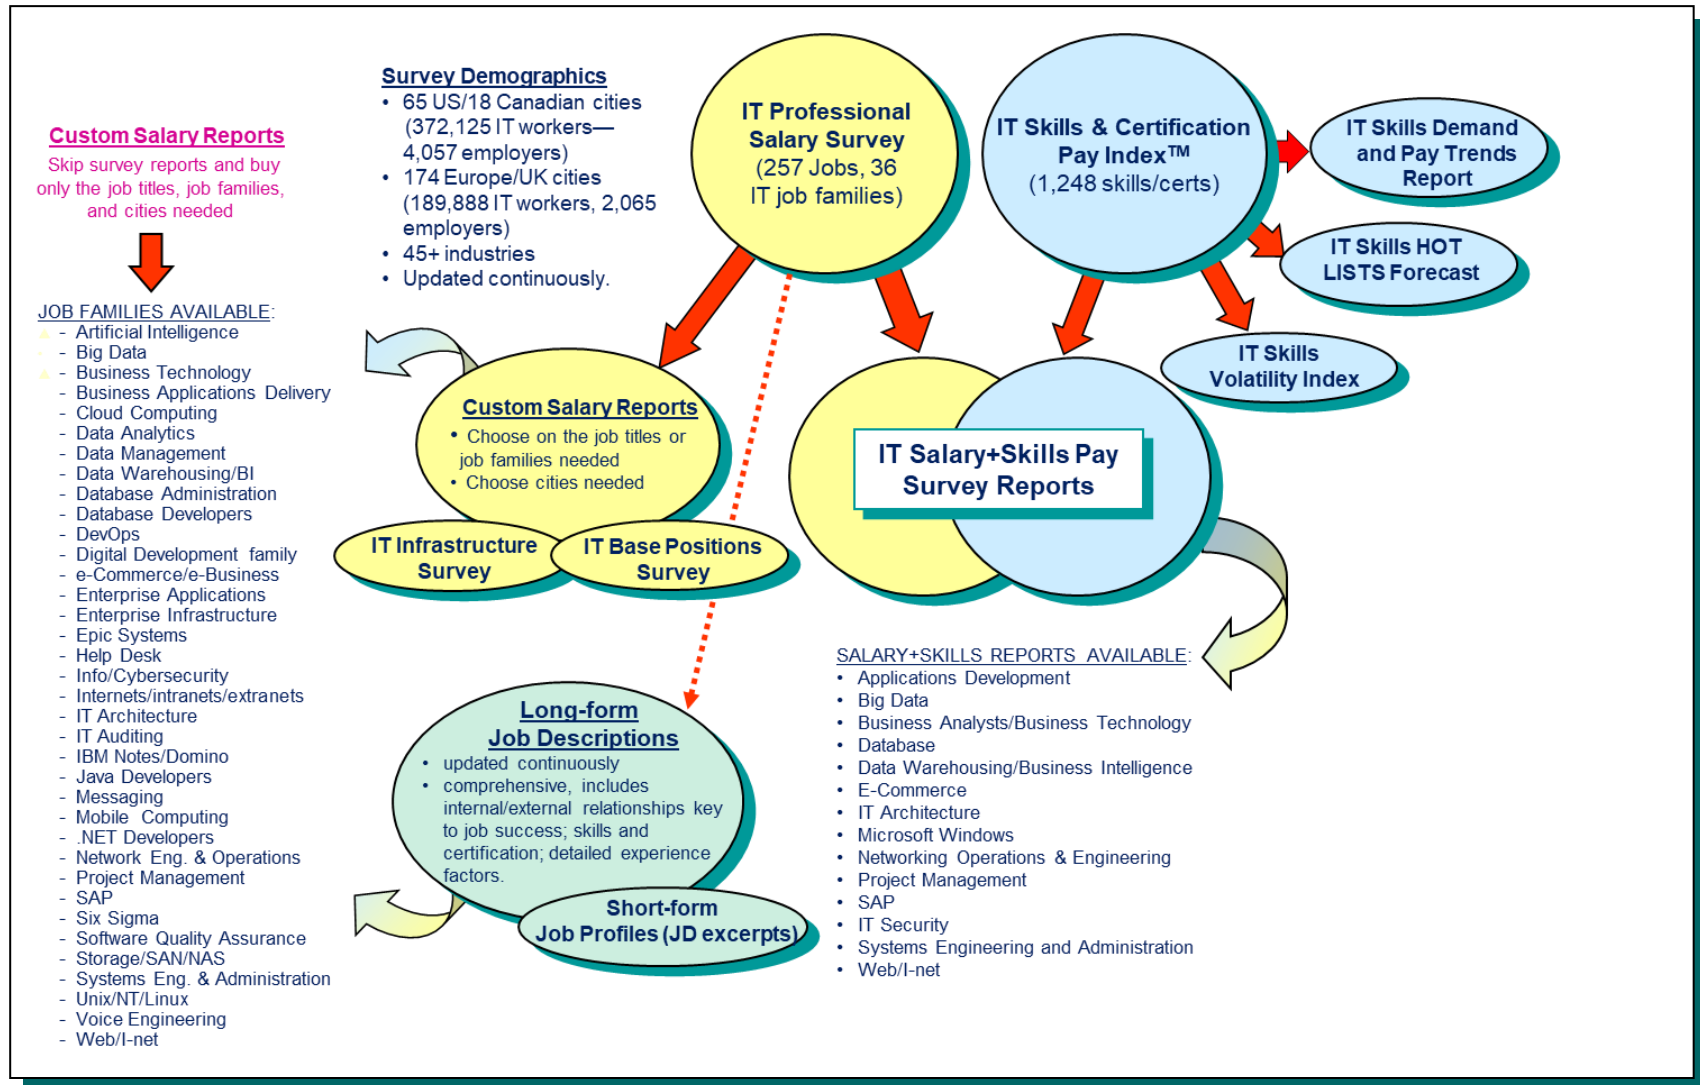 Custom Salary Reports
Skip survey reports and buy
only the job titles, job families,
and cities needed
JOB FAMILIES AVAILABLE:
- Artificial Intelligence
- Big Data
- Business Technology
- Business Applications Delivery
- Cloud Computing
- Data Analytics
- Data Management
- Data Warehousing/BI
- Database Administration
- Database Developers
- DevOps
- Digital Development family
- e-Commerce/e-Business
- Enterprise Applications
- Enterprise Infrastructure
- Epic Systems
- Help Desk
- Info/Cybersecurity
- Internets/intranets/extranets
- IT Architecture
- IT Auditing
- IBM Notes/Domino
- Java Developers
- Messaging
- Mobile Computing
- .NET Developers
- Network Eng. & Operations
- Project Management
- SAP
- Six Sigma
- Software Quality Assurance
- Storage/SAN/NAS
- Systems Eng. & Administration
- Unix/NT/Linux
- Voice Engineering
- Web/I-net
Survey Demographics
• 65 US/18 Canadian cities
(372,125 IT workers—
4,057 employers)
• 174 Europe/UK cities
(189,888 IT workers, 2,065
employers)
• 45+ industries
• Updated continuously.
IT Professional
Salary Survey
(257 Jobs, 36
IT job families)
IT Skills & Certification
Pay Index™
(1,248 skills/certs)
IT Skills Demand
and Pay Trends
Report
IT Skills HOT
LISTS Forecast
IT Skills
Volatility Index
Custom Salary Reports
• Choose on the job titles or
job families needed
• Choose cities needed
IT Infrastructure
Survey
IT Base Positions
Survey
IT Salary+Skills Pay
Survey Reports
Long-form
Job Descriptions
• updated continuously
• comprehensive, includes
internal/external relationships key
to job success; skills and
certification; detailed experience
factors.
Short-form
Job Profiles (JD excerpts)
SALARY+SKILLS REPORTS AVAILABLE:
• Applications Development
• Big Data
• Business Analysts/Business Technology
• Database
• Data Warehousing/Business Intelligence
• E-Commerce
• IT Architecture
• Microsoft Windows
• Networking Operations & Engineering
• Project Management
• SAP
• IT Security
• Systems Engineering and Administration
• Web/I-net